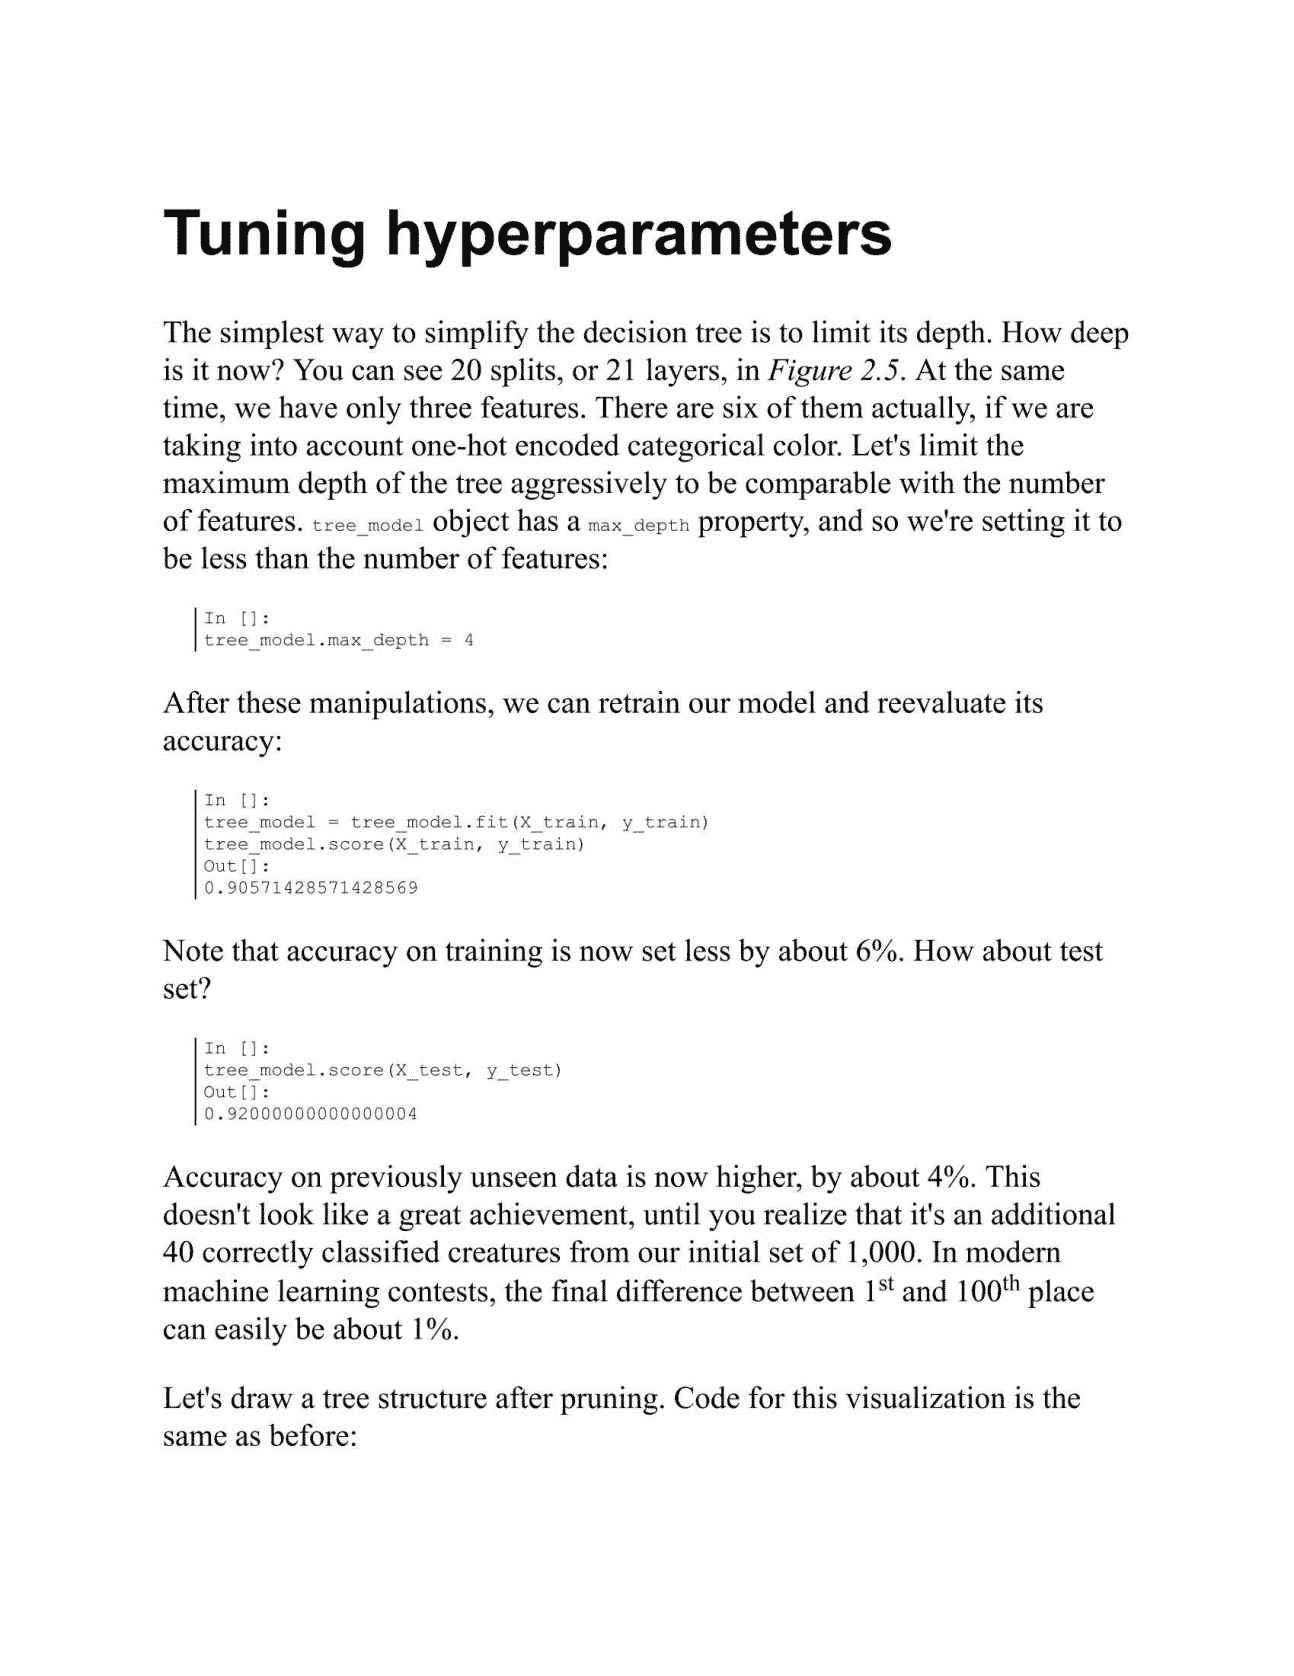 Tuning hyperparameters
The simplest way to simplify the decision tree is to limit its depth. How deep
is it now? You can see 20 splits, or 21 layers, in Figure 2.5. At the same
time, we have only three features. There are six of them actually, if we are
taking into account one-hot encoded categorical color. Let's limit the
maximum depth of the tree aggressively to be comparable with the number
of features. tree_model object has a max_depth property, and so we're setting it to
be less than the number of features:
In []:
tree_model.max_depth = 4
After these manipulations, we can retrain our model and reevaluate its
accuracy:
In []:
tree_model = tree_model.fit(X_train, y_train)
tree_model.score(X_train, y_train)
Out[]:
0.90571428571428569
Note that accuracy on training is now set less by about 6%. How about test
set?
In []:
tree_model.score(X_test, y_test)
Out[]:
0.92000000000000004
Accuracy on previously unseen data is now higher, by about 4%. This
doesn't look like a great achievement, until you realize that it's an additional
40 correctly classified creatures from our initial set of 1,000. In modern
machine learning contests, the final difference between 1st and 100th place
can easily be about 1%.
Let's draw a tree structure after pruning. Code for this visualization is the
same as before: